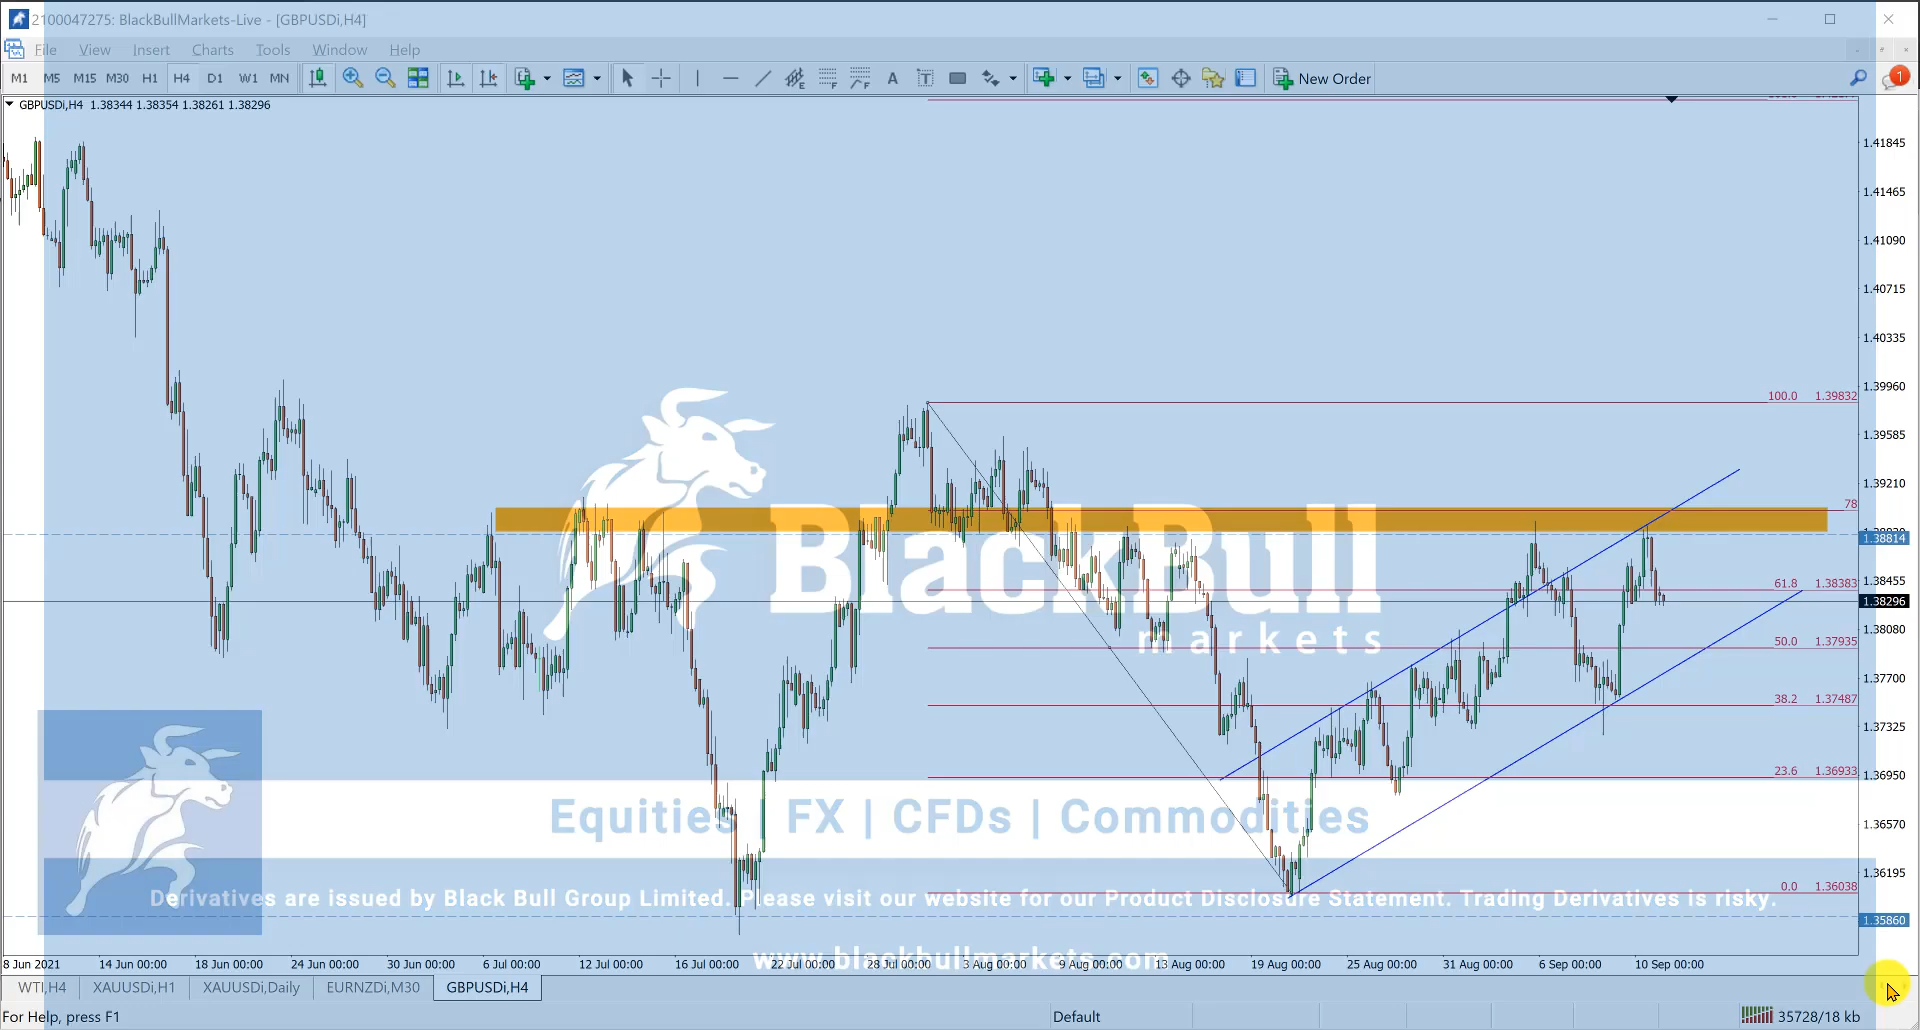 2100047275: BlackBullMarkets-Live - [GBPUSDi,H4]
File View Insert Charts Tools Window Help
M1 M5 M15 M30 H1 H4 D1 W1 MN A T New Order 1
GBPUSDi,H4 1.38344 1.38354 1.38261 1.38296
1.41845
1.41465
1.41090
1.40715
1.40335
1.39960
100.0 1.39832
1.39585
1.39210
78
1.38814
1.38455
61.8 1.38383
1.38296
1.38080
50.0 1.37935
1.37700
38.2 1.37487
1.37325
23.6 1.36933
1.36950
1.36570
1.36195
0.0 1.36038
1.35860
BlackBull
markets
Equities | FX | CFDs | Commodities
Derivatives are issued by Black Bull Group Limited. Please visit our website for our Product Disclosure Statement. Trading Derivatives is risky.
www.blackbullmarkets.com
8 Jun 2021 14 Jun 00:00 18 Jun 00:00 24 Jun 00:00 30 Jun 00:00 6 Jul 00:00 12 Jul 00:00 16 Jul 00:00 22 Jul 00:00 28 Jul 00:00 3 Aug 00:00 9 Aug 00:00 13 Aug 00:00 19 Aug 00:00 25 Aug 00:00 31 Aug 00:00 6 Sep 00:00 10 Sep 00:00
WTI,H4 XAUUSDi,H1 XAUUSDi,Daily EURNZDi,M30 GBPUSDi,H4
For Help, press F1 Default 35728/18 kb